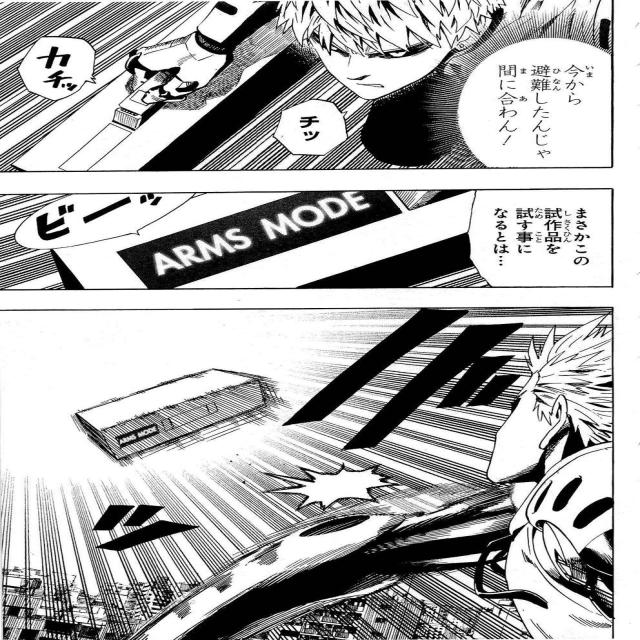 今から
避難したんじゃ
間に合わん！
チッ
カチッ
まさかこの
試作品を
試す事に
なるとは…
ARMS MODE
ビーッ
ARMS MODE